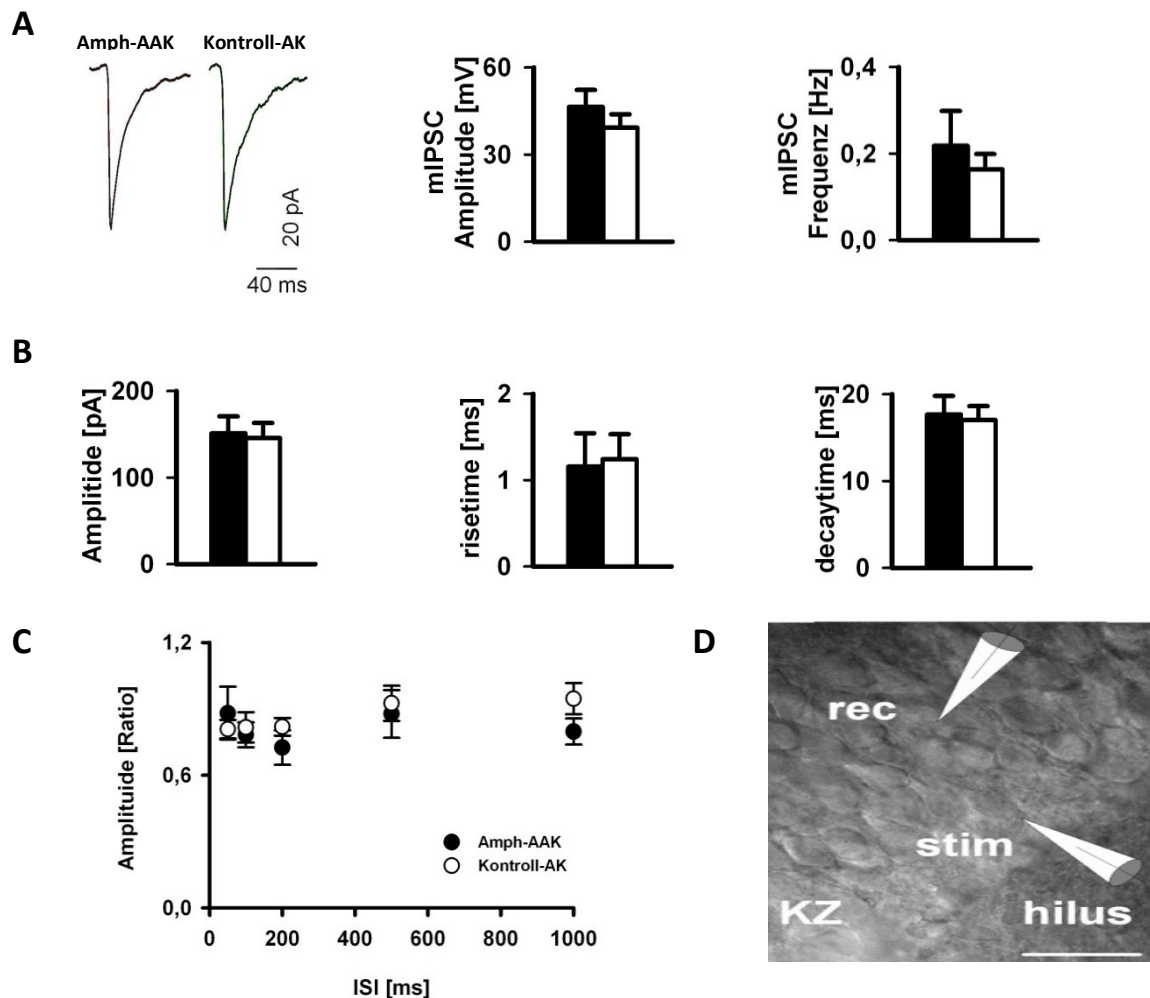 A
Amph-AAK
Kontroll-AK
20 pA
40 ms
mIPSC
Amplitude [mV]
60
30
0
mIPSC
Frequenz [Hz]
0,4
0,2
0,0
B
Amplitide [pA]
200
100
0
risetime [ms]
2
1
0
decaytime [ms]
20
10
0
C
Amplituide [Ratio]
1,2
0,6
0,0
Amph-AAK
Kontroll-AK
0 200 400 600 800 1000
ISI [ms]
D
rec
stim
KZ
hilus